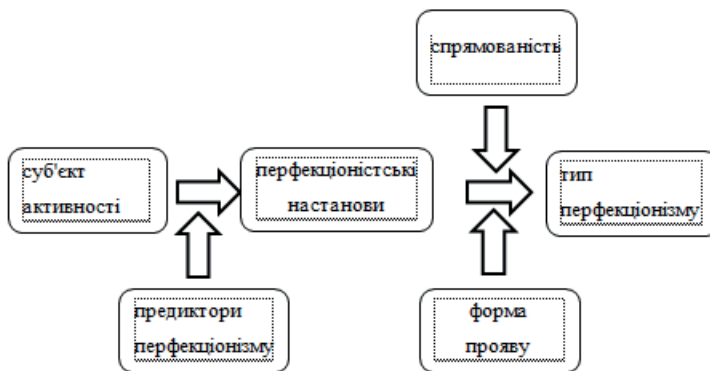 спрямованість
суб'єкт
активності
перфекціоністські
настанови
тип
перфекціонізму
предиктори
перфекціонізму
форма
прояву